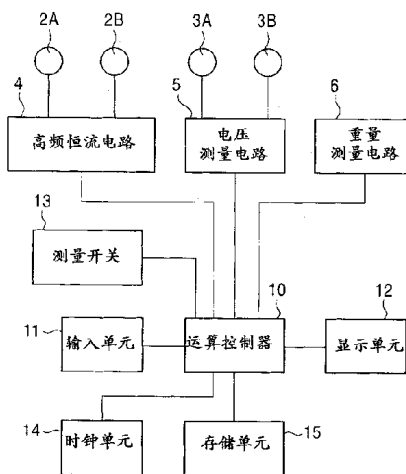 2A 2B 3A 3B
4 5 6
高频恒流电路
电压
测量电路
重量
测量电路
13
测量开关
10 12
11 输入单元 运算控制器 显示单元
14 时钟单元 存储单元 15